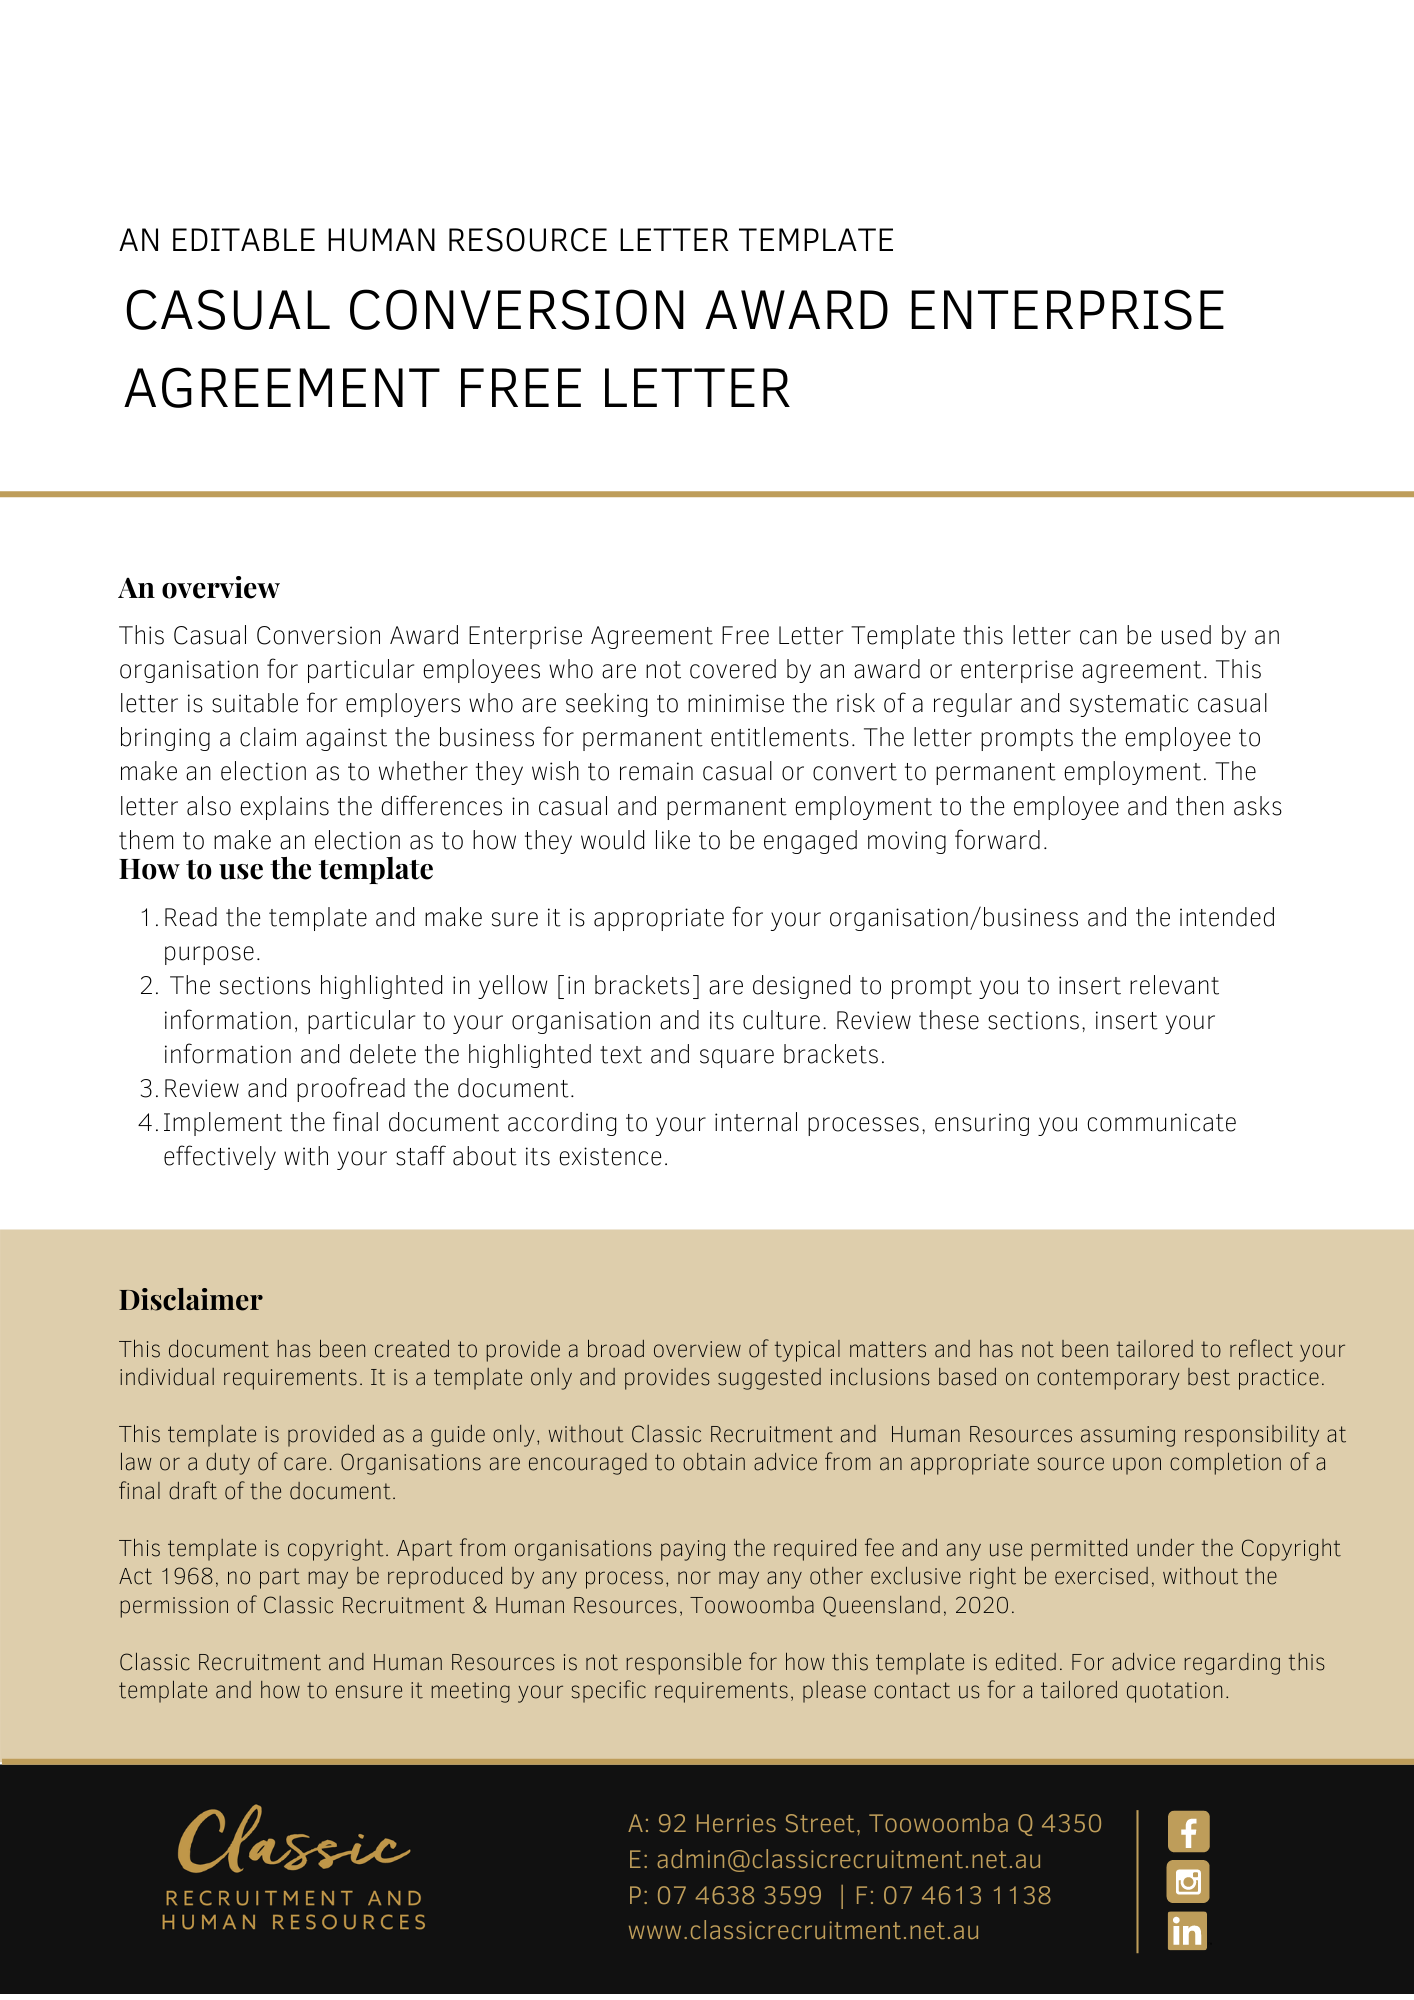 AN EDITABLE HUMAN RESOURCE LETTER TEMPLATE
CASUAL CONVERSION AWARD ENTERPRISE
AGREEMENT FREE LETTER
An overview
This Casual Conversion Award Enterprise Agreement Free Letter Template this letter can be used by an
organisation for particular employees who are not covered by an award or enterprise agreement. This
letter is suitable for employers who are seeking to minimise the risk of a regular and systematic casual
bringing a claim against the business for permanent entitlements. The letter prompts the employee to
make an election as to whether they wish to remain casual or convert to permanent employment. The
letter also explains the differences in casual and permanent employment to the employee and then asks
them to make an election as to how they would like to be engaged moving forward.
How to use the template
1. Read the template and make sure it is appropriate for your organisation/business and the intended
purpose.
2. The sections highlighted in yellow [in brackets] are designed to prompt you to insert relevant
information, particular to your organisation and its culture. Review these sections, insert your
information and delete the highlighted text and square brackets.
3. Review and proofread the document.
4. Implement the final document according to your internal processes, ensuring you communicate
effectively with your staff about its existence.
Disclaimer
This document has been created to provide a broad overview of typical matters and has not been tailored to reflect your
individual requirements. It is a template only and provides suggested inclusions based on contemporary best practice.
This template is provided as a guide only, without Classic Recruitment and Human Resources assuming responsibility at
law or a duty of care. Organisations are encouraged to obtain advice from an appropriate source upon completion of a
final draft of the document.
This template is copyright. Apart from organisations paying the required fee and any use permitted under the Copyright
Act 1968, no part may be reproduced by any process, nor may any other exclusive right be exercised, without the
permission of Classic Recruitment & Human Resources, Toowoomba Queensland, 2020.
Classic Recruitment and Human Resources is not responsible for how this template is edited. For advice regarding this
template and how to ensure it meeting your specific requirements, please contact us for a tailored quotation.
Classic
RECRUITMENT AND
HUMAN RESOURCES
A: 92 Herries Street, Toowoomba Q 4350
E: admin@classicrecruitment.net.au
P: 07 4638 3599 | F: 07 4613 1138
www.classicrecruitment.net.au